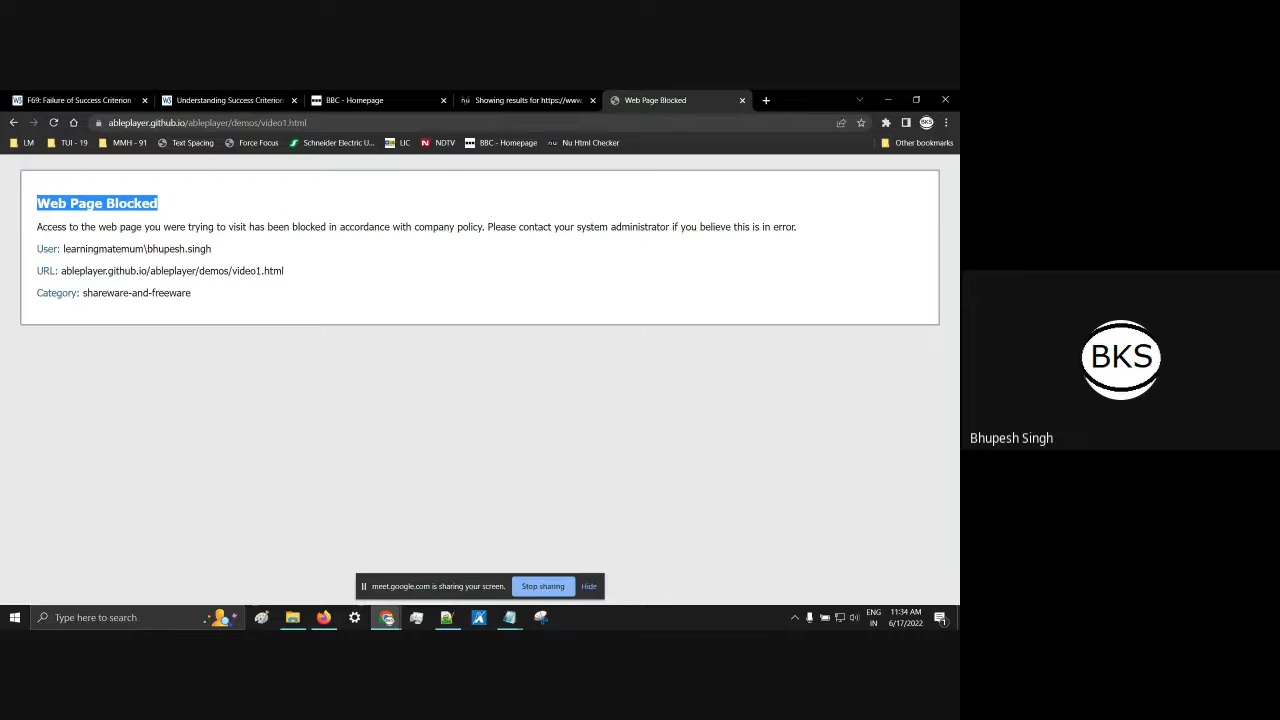 F69: Failure of Success Criterion
Understanding Success Criterion
BBC - Homepage
Showing results for https://www.
Web Page Blocked
ableplayer.github.io/ableplayer/demos/video1.html
LM
TUI - 19
MMH - 91
Text Spacing
Force Focus
Schneider Electric U...
LIC
NDTV
BBC - Homepage
Nu Html Checker
Other bookmarks
Web Page Blocked
Access to the web page you were trying to visit has been blocked in accordance with company policy. Please contact your system administrator if you believe this is in error.
User: learningmatemum\bhupesh.singh
URL: ableplayer.github.io/ableplayer/demos/video1.html
Category: shareware-and-freeware
BKS
Bhupesh Singh
meet.google.com is sharing your screen.
Stop sharing
Hide
Type here to search
ENG
IN
11:34 AM
6/17/2022